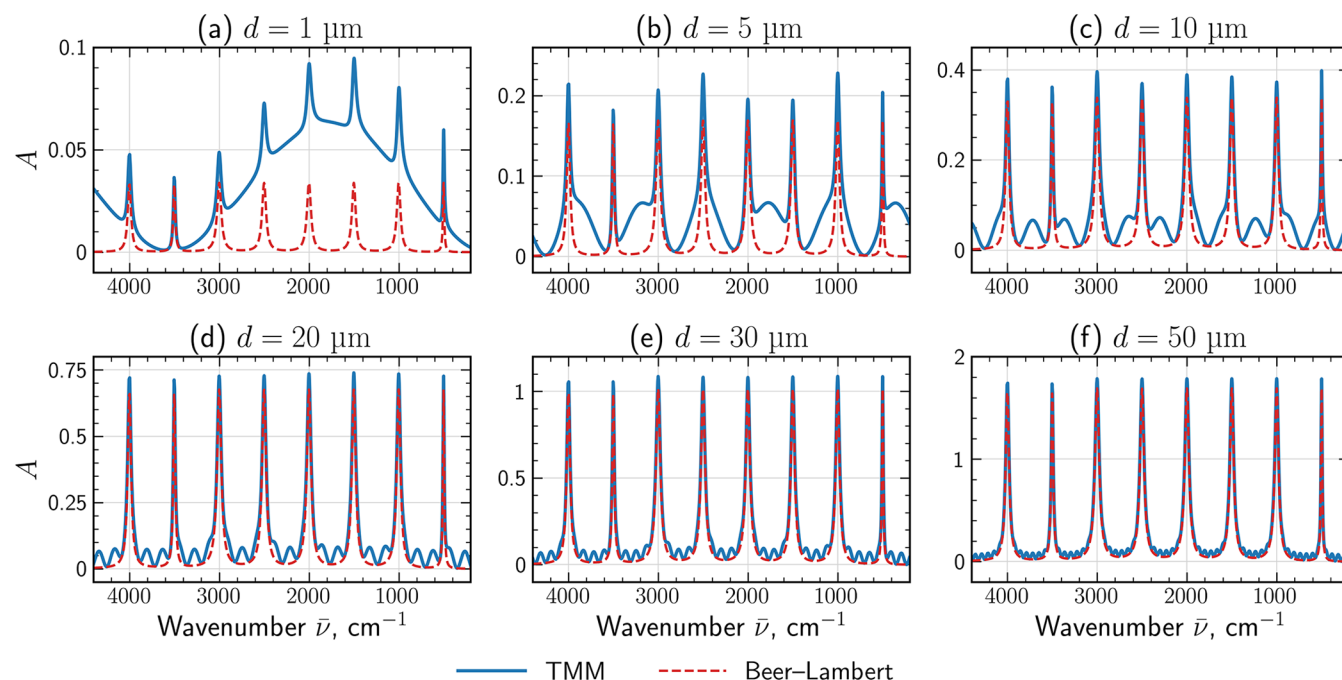 (a) d = 1 µm
(b) d = 5 µm
(c) d = 10 µm
A
0.1
0.05
0
4000 3000 2000 1000
0.2
0.1
0
4000 3000 2000 1000
0.4
0.2
0
4000 3000 2000 1000
(d) d = 20 µm
(e) d = 30 µm
(f) d = 50 µm
A
0.75
0.5
0.25
0
4000 3000 2000 1000
Wavenumber ν̄, cm⁻¹
1
0.5
0
4000 3000 2000 1000
Wavenumber ν̄, cm⁻¹
2
1
0
4000 3000 2000 1000
Wavenumber ν̄, cm⁻¹
TMM
Beer–Lambert